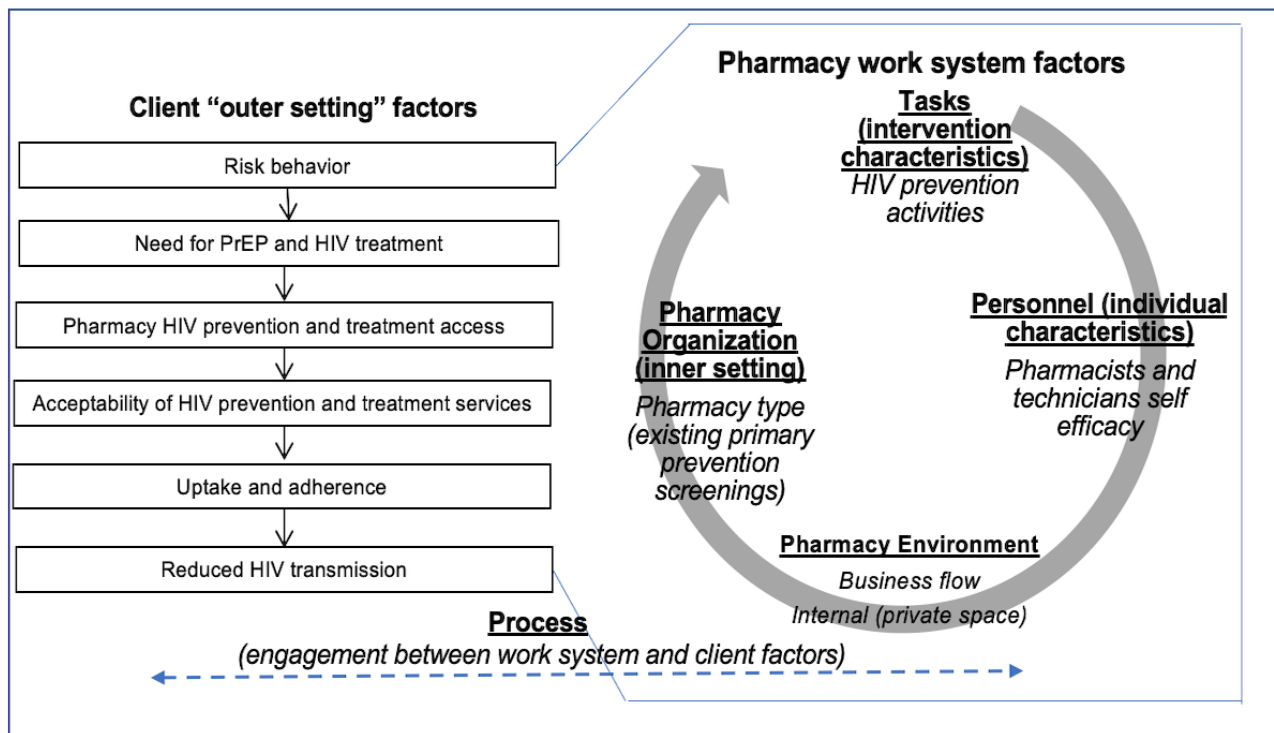 Client “outer setting” factors
Risk behavior
Need for PrEP and HIV treatment
Pharmacy HIV prevention and treatment access
Acceptability of HIV prevention and treatment services
Uptake and adherence
Reduced HIV transmission
Pharmacy work system factors
Tasks
(intervention
characteristics)
HIV prevention
activities
Personnel (individual
characteristics)
Pharmacists and
technicians self
efficacy
Pharmacy Environment
Business flow
Internal (private space)
Pharmacy
Organization
(inner setting)
Pharmacy type
(existing primary
prevention
screenings)
Process
(engagement between work system and client factors)